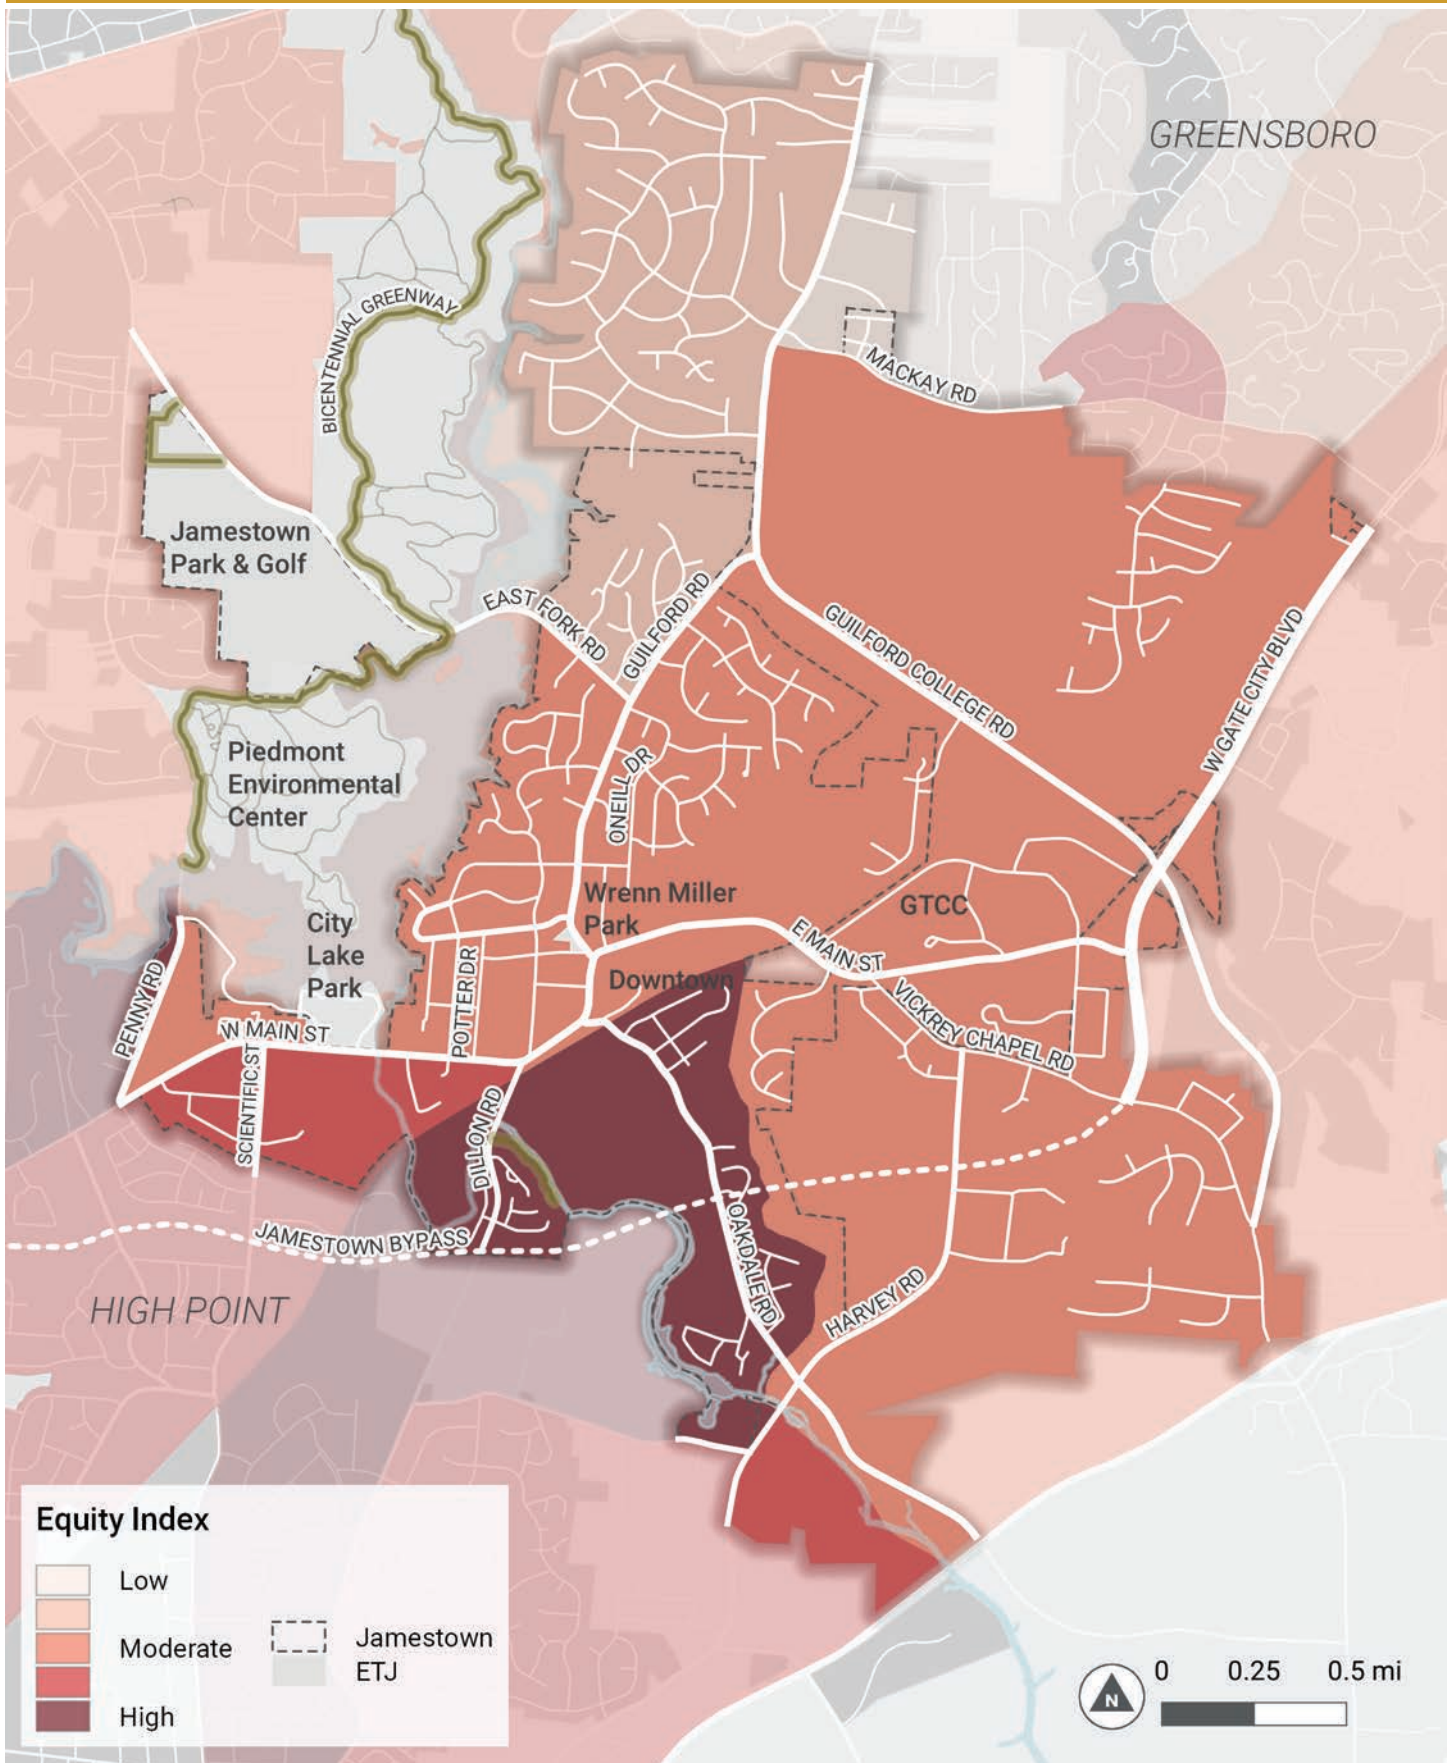 GREENSBORO
BICENTENNIAL GREENWAY
MACKAY RD
Jamestown
Park & Golf
EAST FORK RD
GUILFORD RD
GUILFORD COLLEGE RD
W GATE CITY BLVD
Piedmont
Environmental
Center
ONEILL DR
Wrenn Miller
Park
GTCC
City
Lake
Park
E MAIN ST
PENNY RD
POTTER DR
Downtown
VICKREY CHAPEL RD
W MAIN ST
SCIENTIFIC ST
DILLON RD
JAMESTOWN BYPASS
OAKDALE RD
HARVEY RD
HIGH POINT
Equity Index
Low
Moderate
High
Jamestown
ETJ
N
0 0.25 0.5 mi